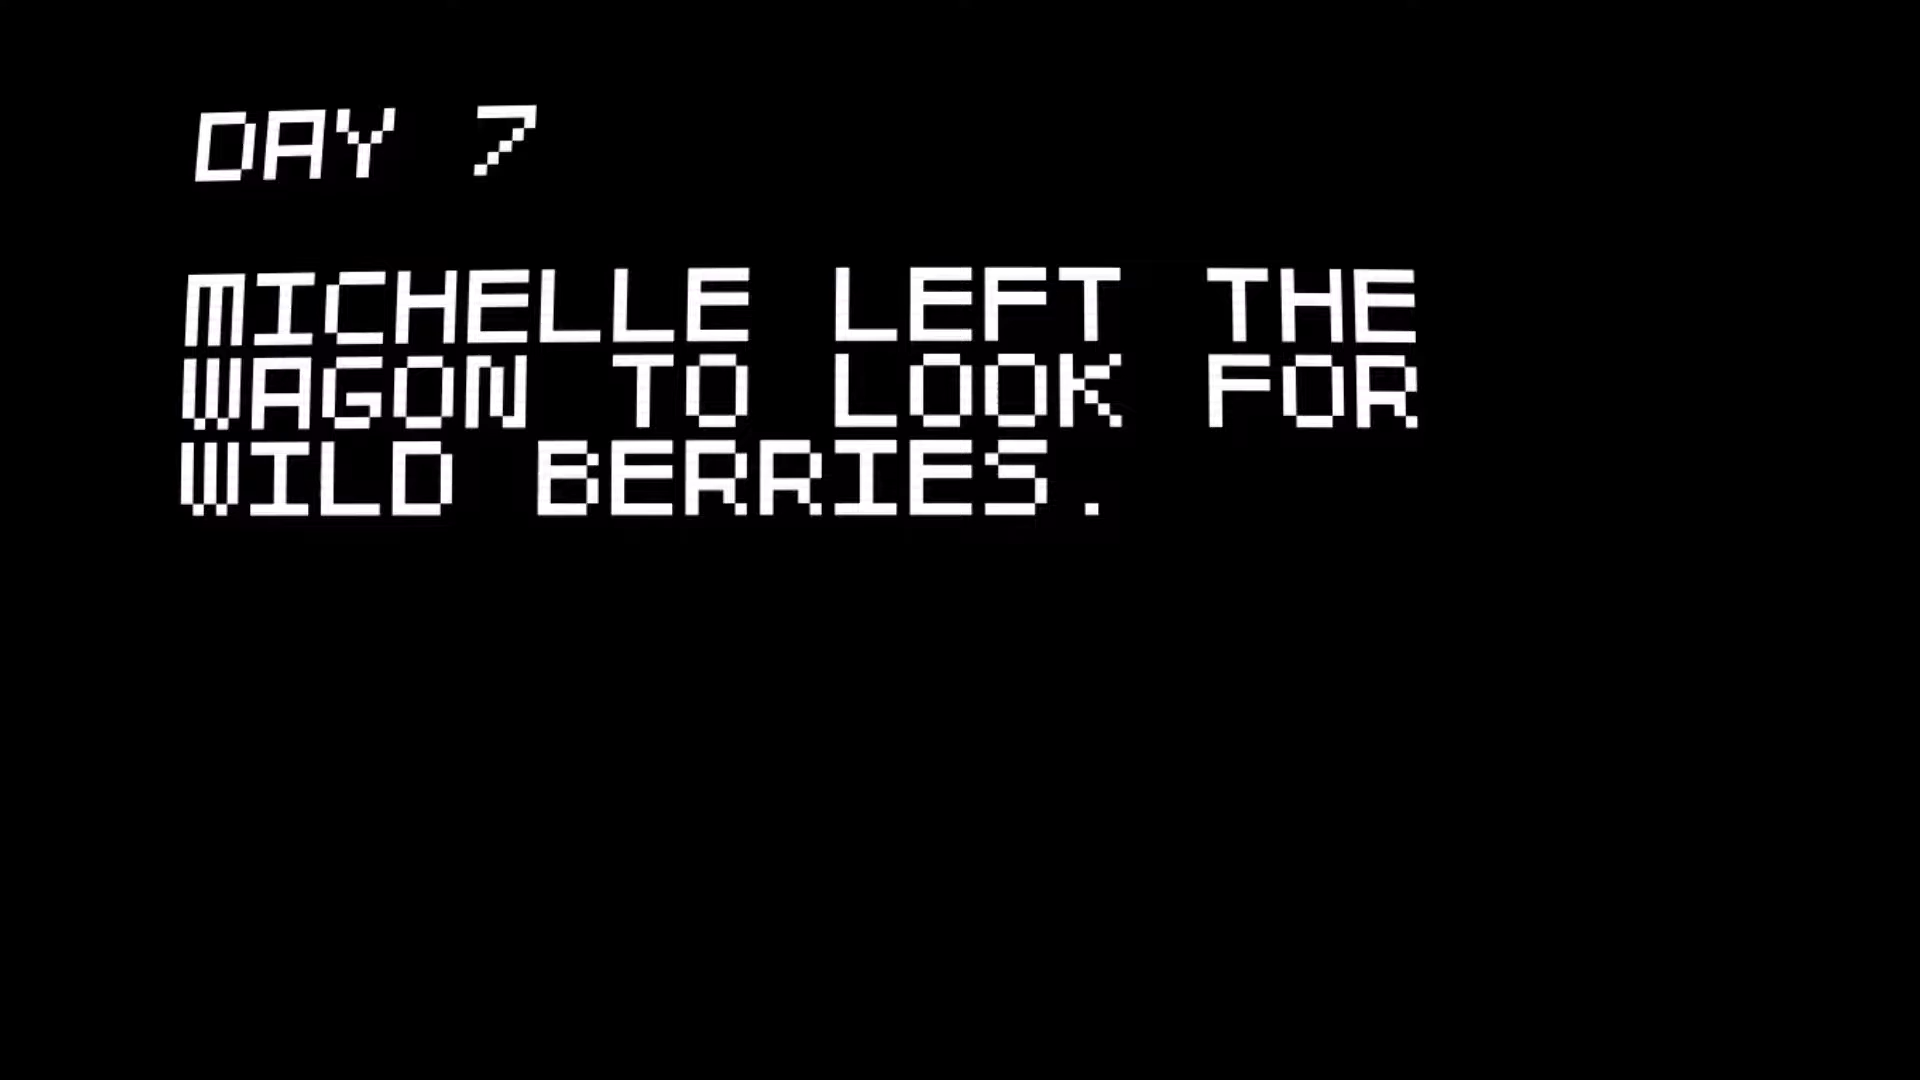 DAY 7
MICHELLE LEFT THE
WAGON TO LOOK FOR
WILD BERRIES.